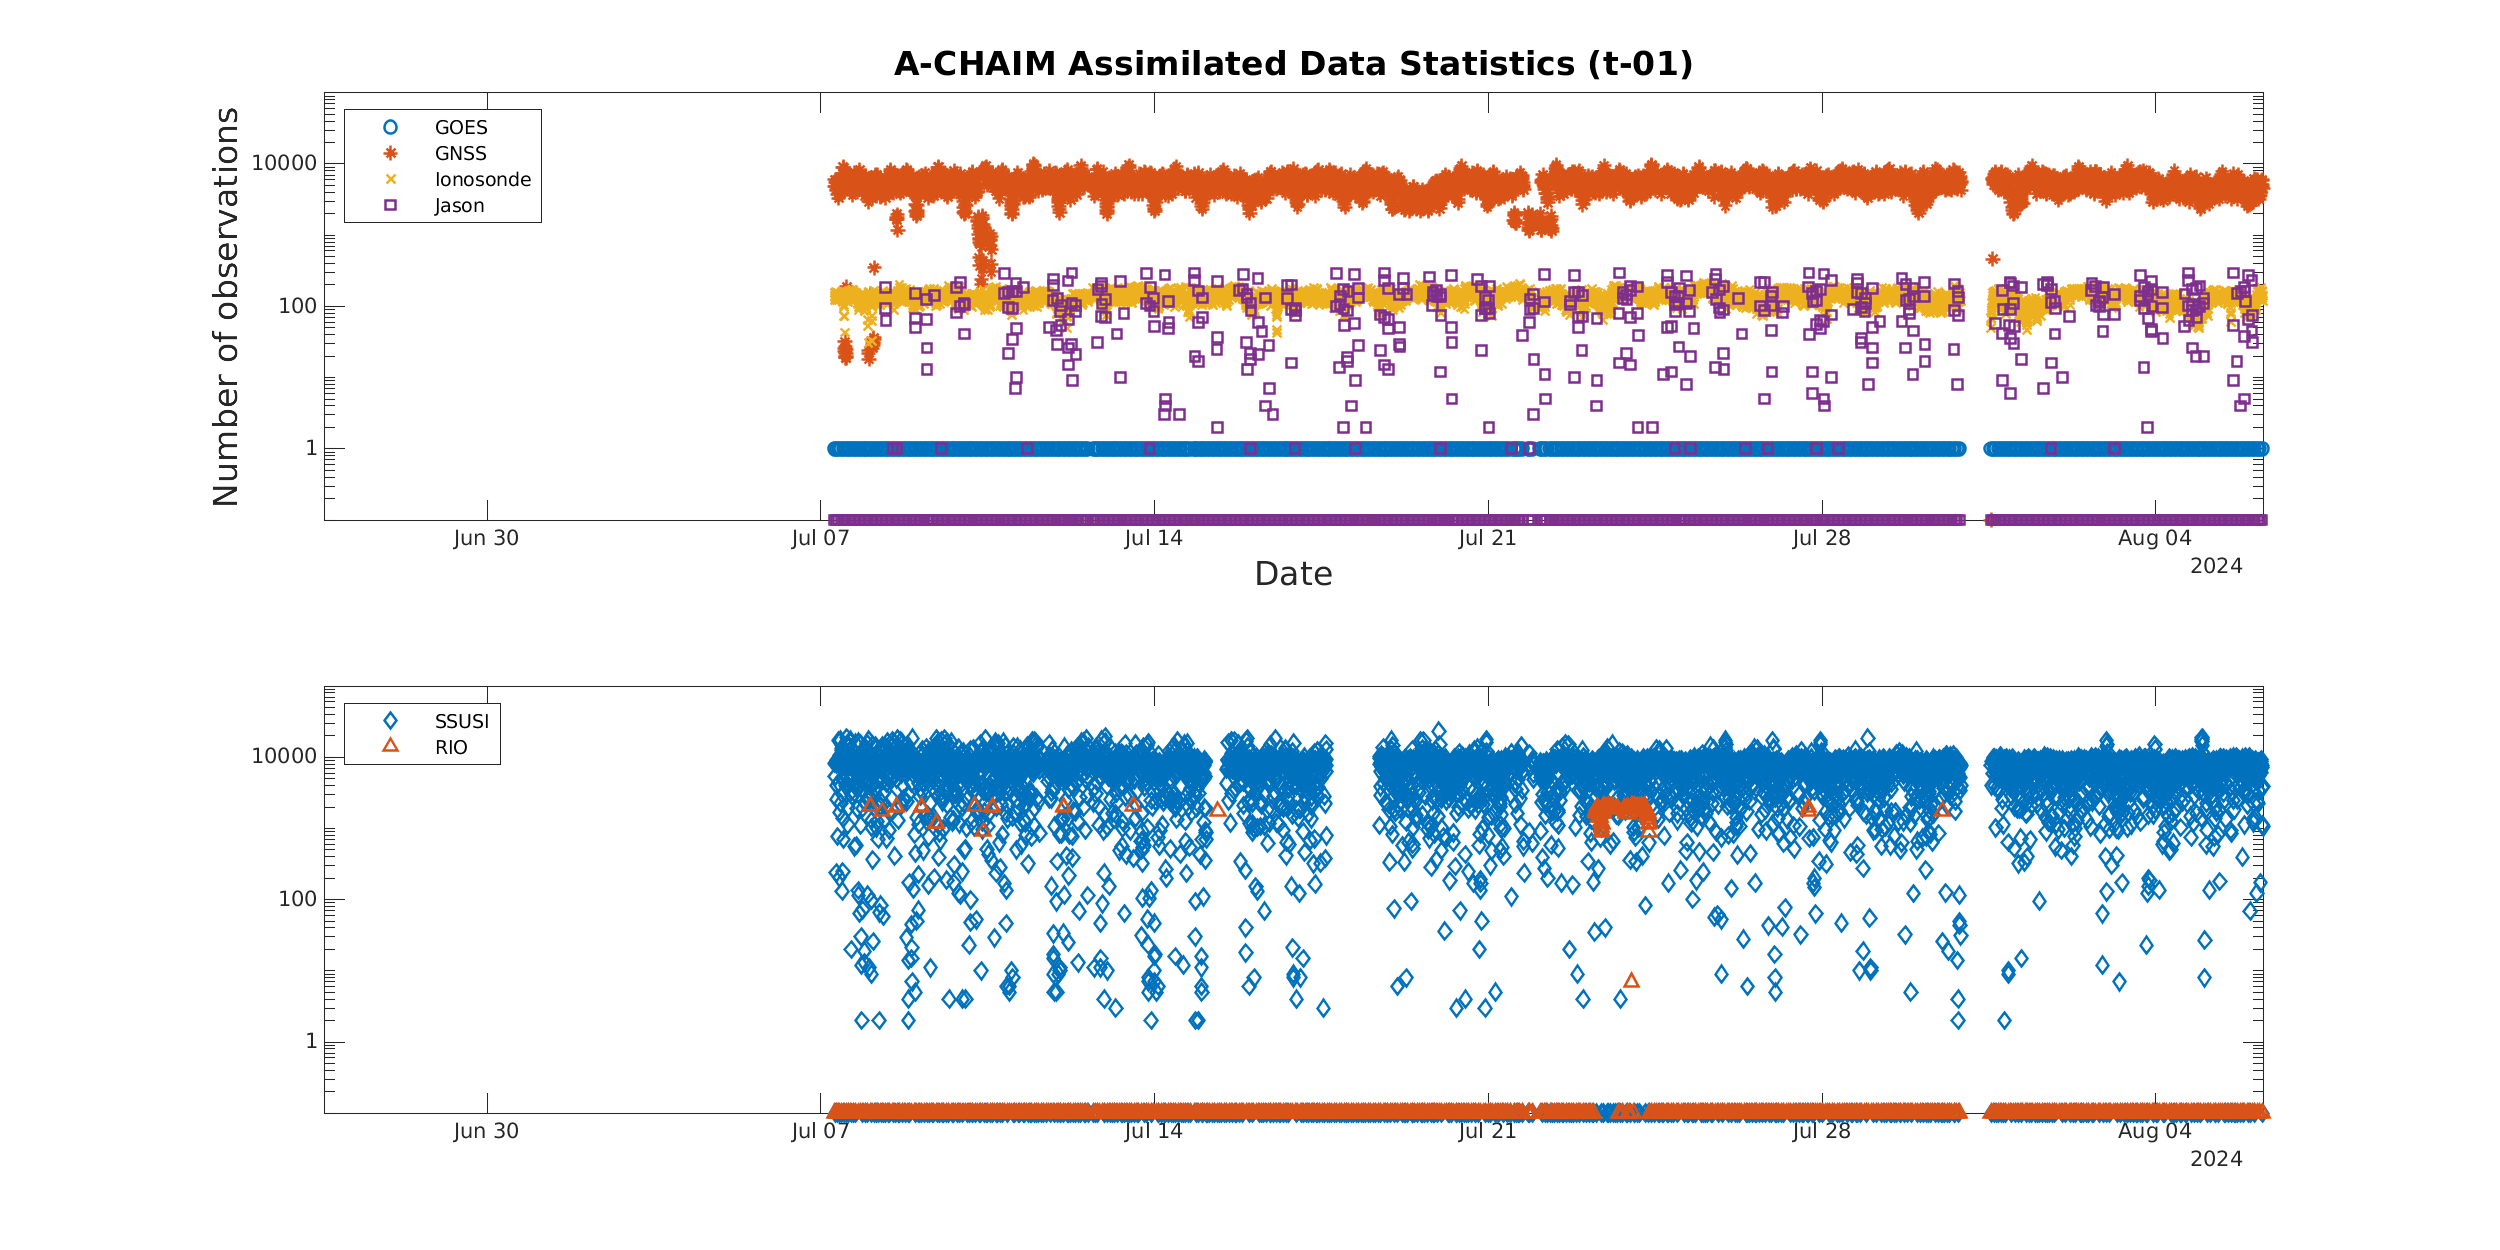 A-CHAIM Assimilated Data Statistics (t-01)
Number of observations
10000
100
1
GOES
GNSS
Ionosonde
Jason
Jun 30
Jul 07
Jul 14
Jul 21
Jul 28
Aug 04
2024
Date
10000
100
1
SSUSI
RIO
Jun 30
Jul 07
Jul 14
Jul 21
Jul 28
Aug 04
2024